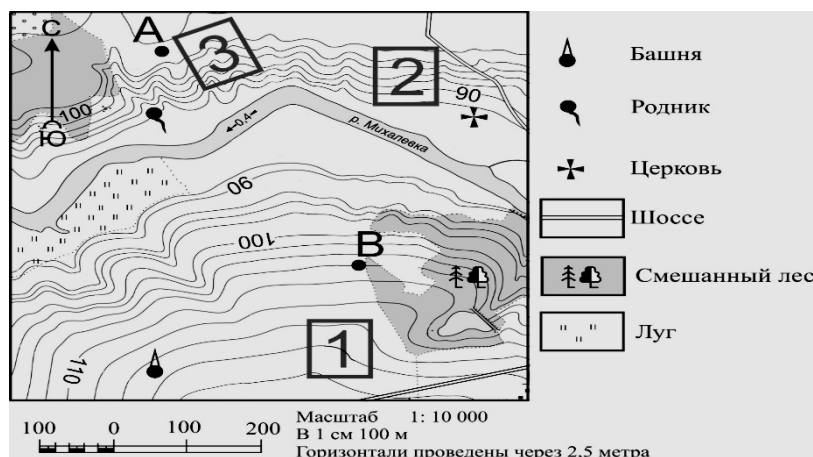 С
А
3
2
90
100
Ю
0,4
р. Михалевка
90
100
В
1
110
Башня
Родник
Церковь
Шоссе
Смешанный лес
Луг
100 0 100 200
Масштаб 1: 10 000
В 1 см 100 м
Горизонтали проведены через 2,5 метра